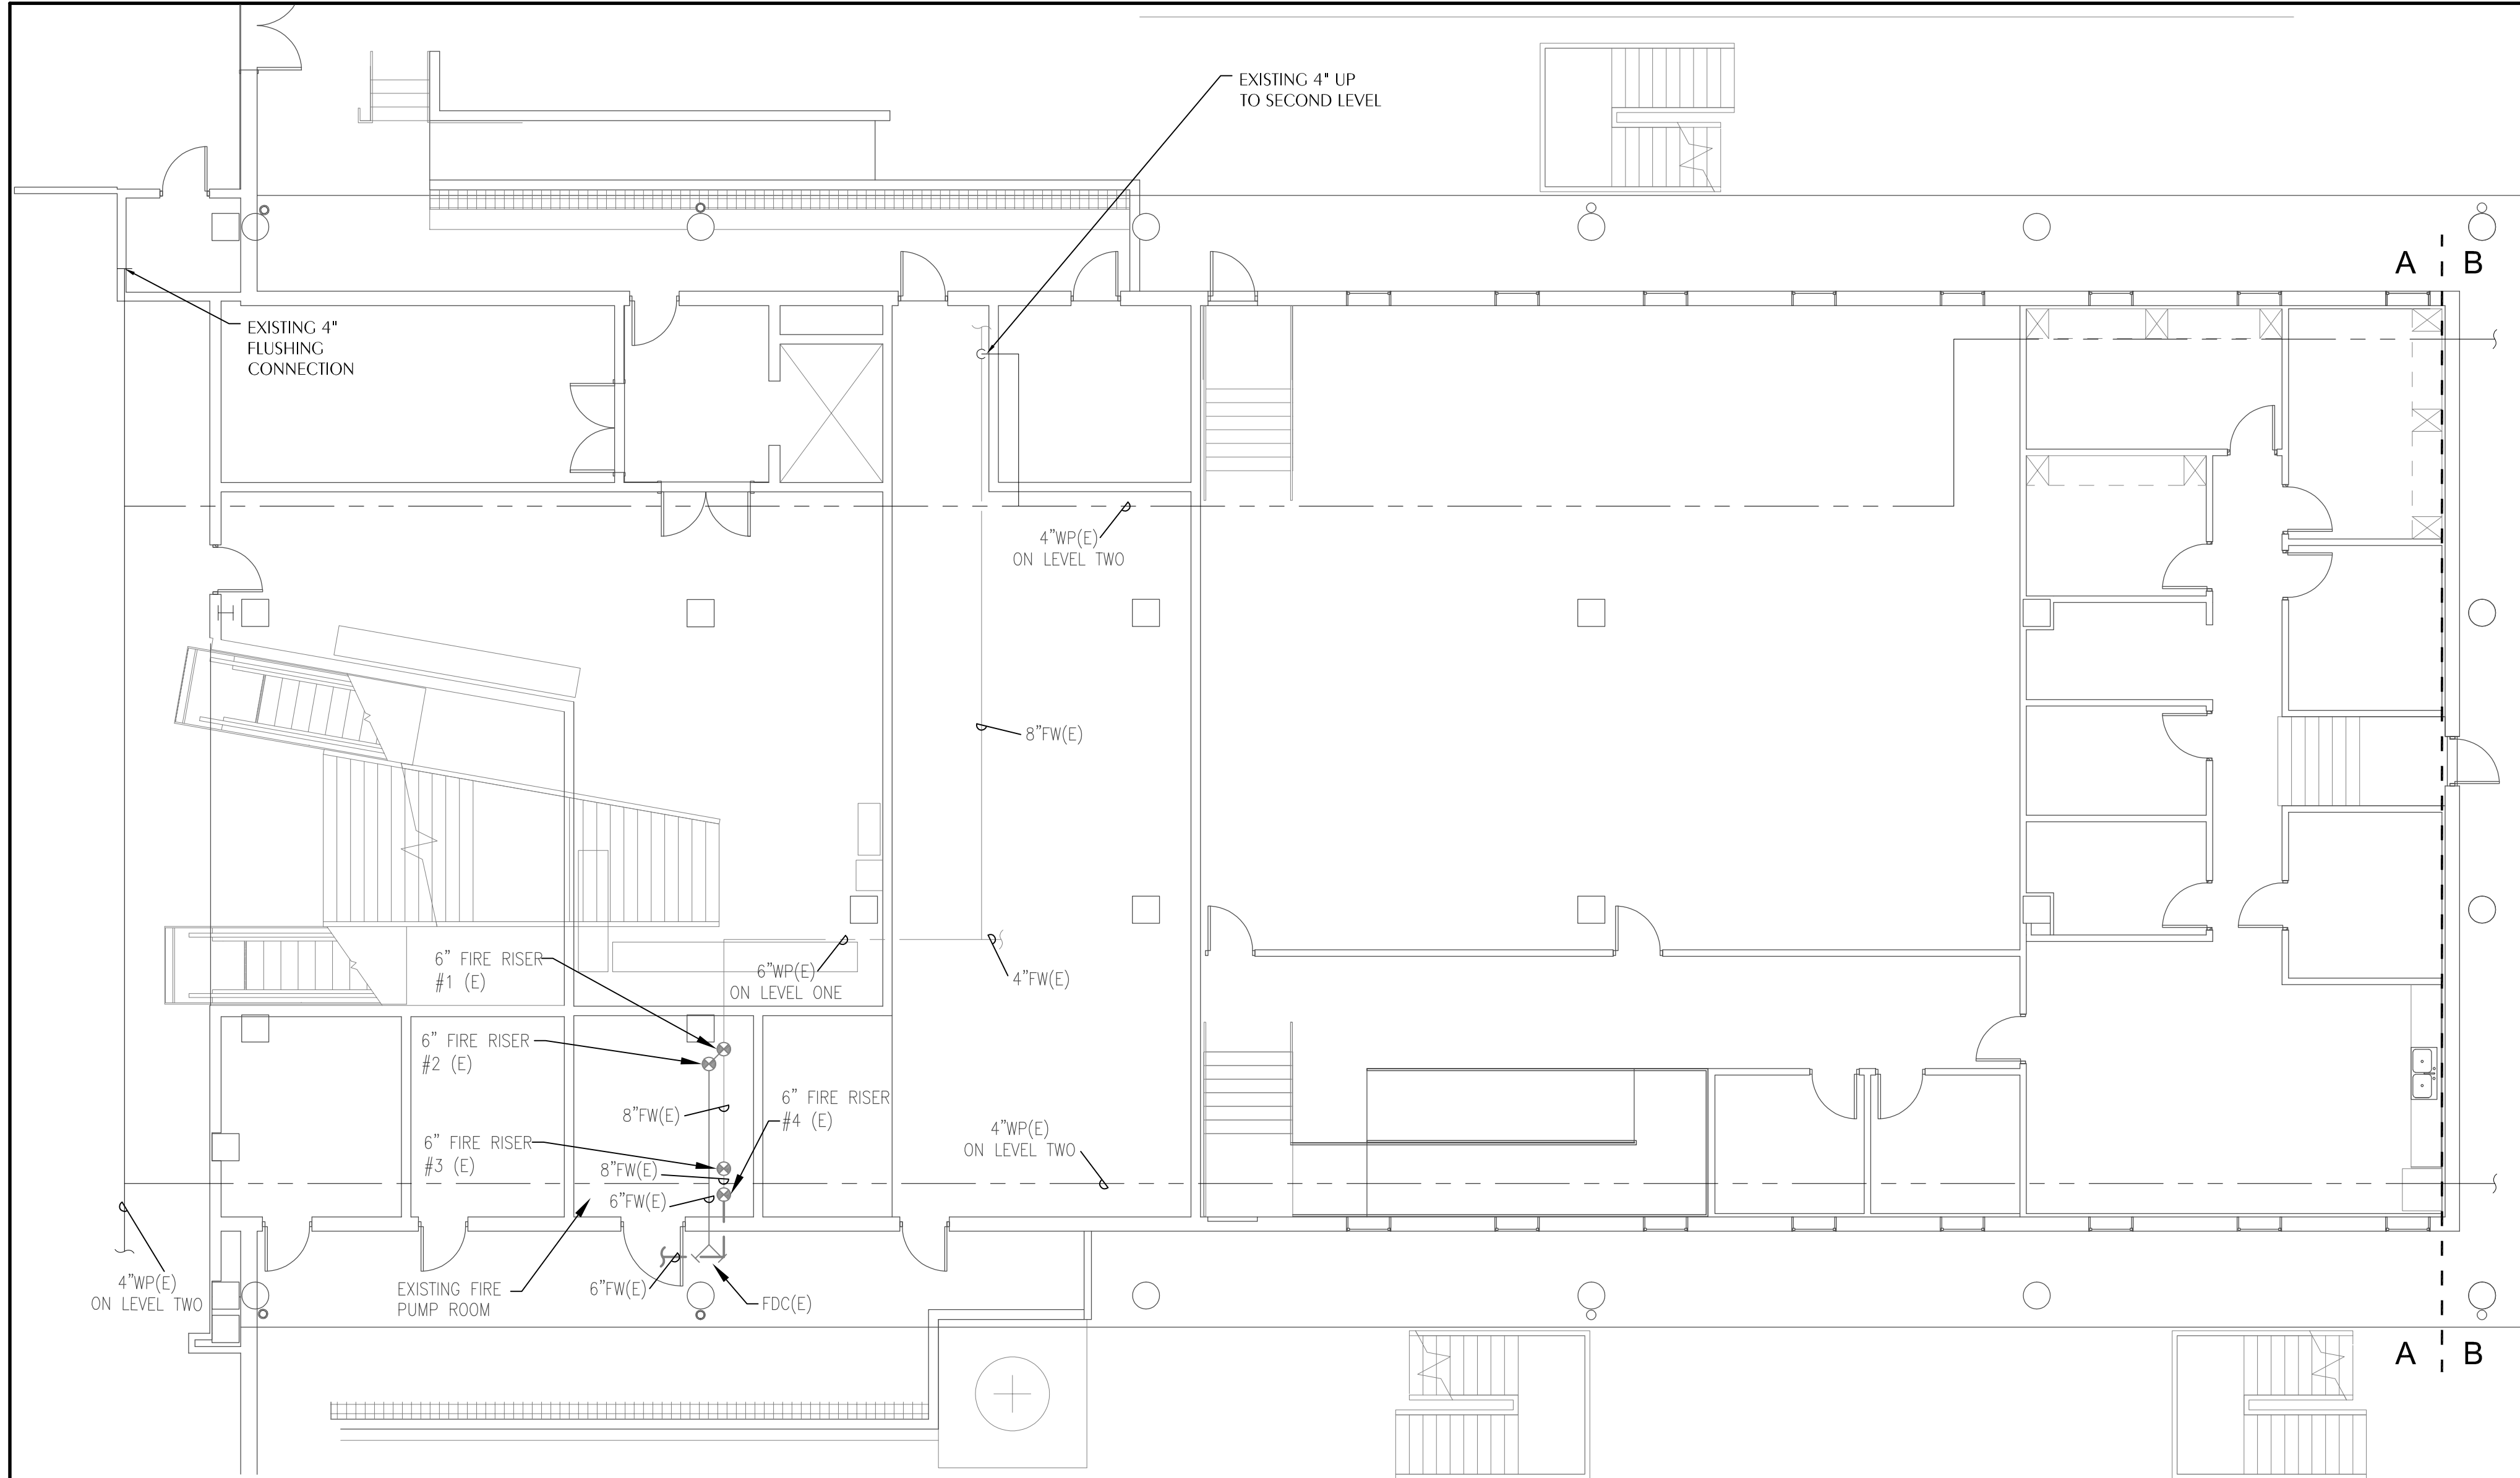 EXISTING 4" UP
TO SECOND LEVEL
A
B
EXISTING 4"
FLUSHING
CONNECTION
4"WP(E)
ON LEVEL TWO
8"FW(E)
6" FIRE RISER
#1 (E)
6"WP(E)
ON LEVEL ONE
4"FW(E)
6" FIRE RISER
#2 (E)
8"FW(E)
6" FIRE RISER
#4 (E)
6" FIRE RISER
#3 (E)
8"FW(E)
6"FW(E)
4"WP(E)
ON LEVEL TWO
4"WP(E)
ON LEVEL TWO
EXISTING FIRE
PUMP ROOM
6"FW(E)
FDC(E)
A
B